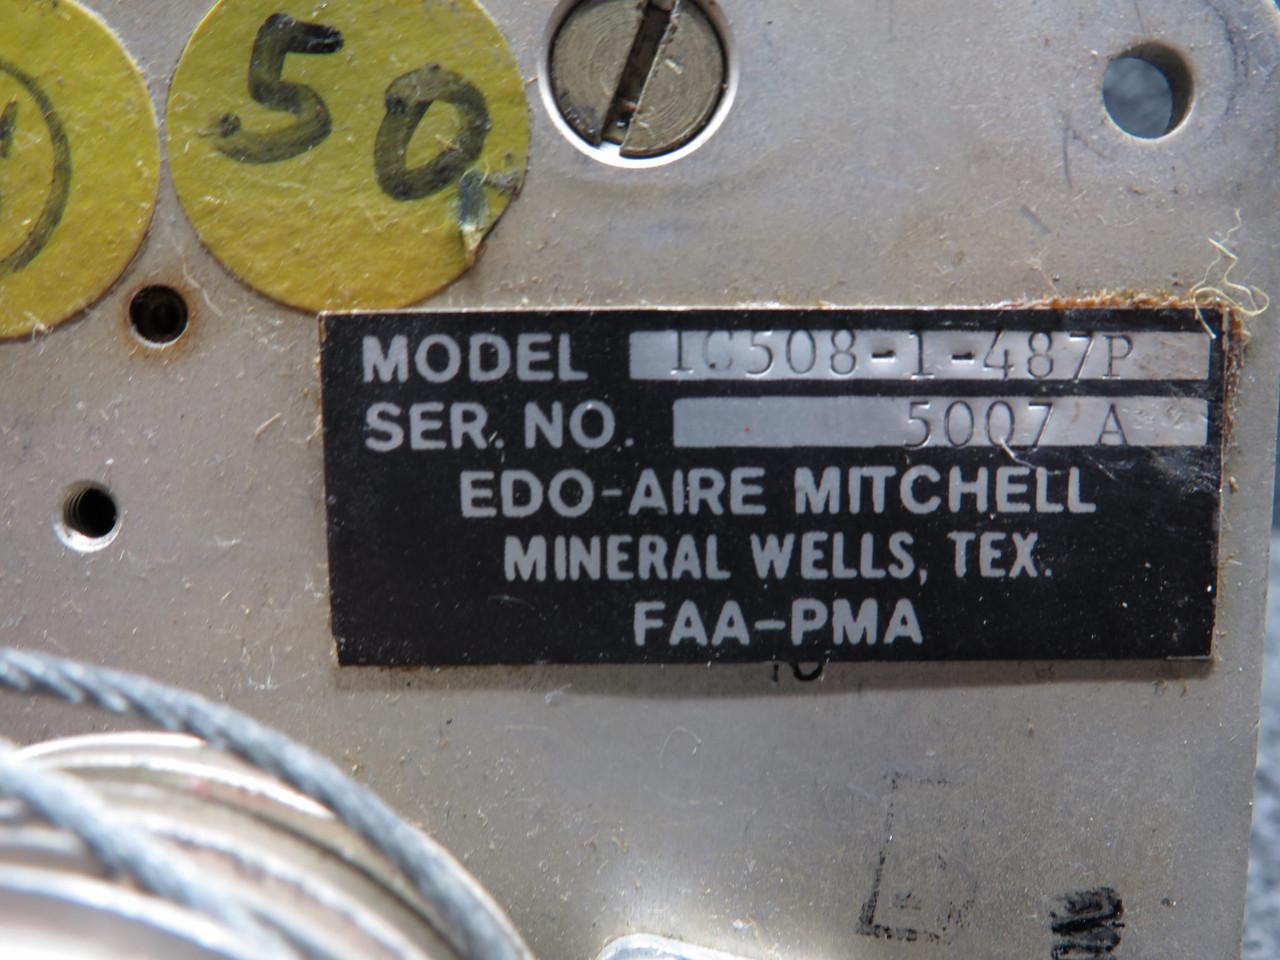 50
MODEL 1C508-1-487P
SER. NO. 5007 A
EDO-AIRE MITCHELL
MINERAL WELLS, TEX.
FAA-PMA